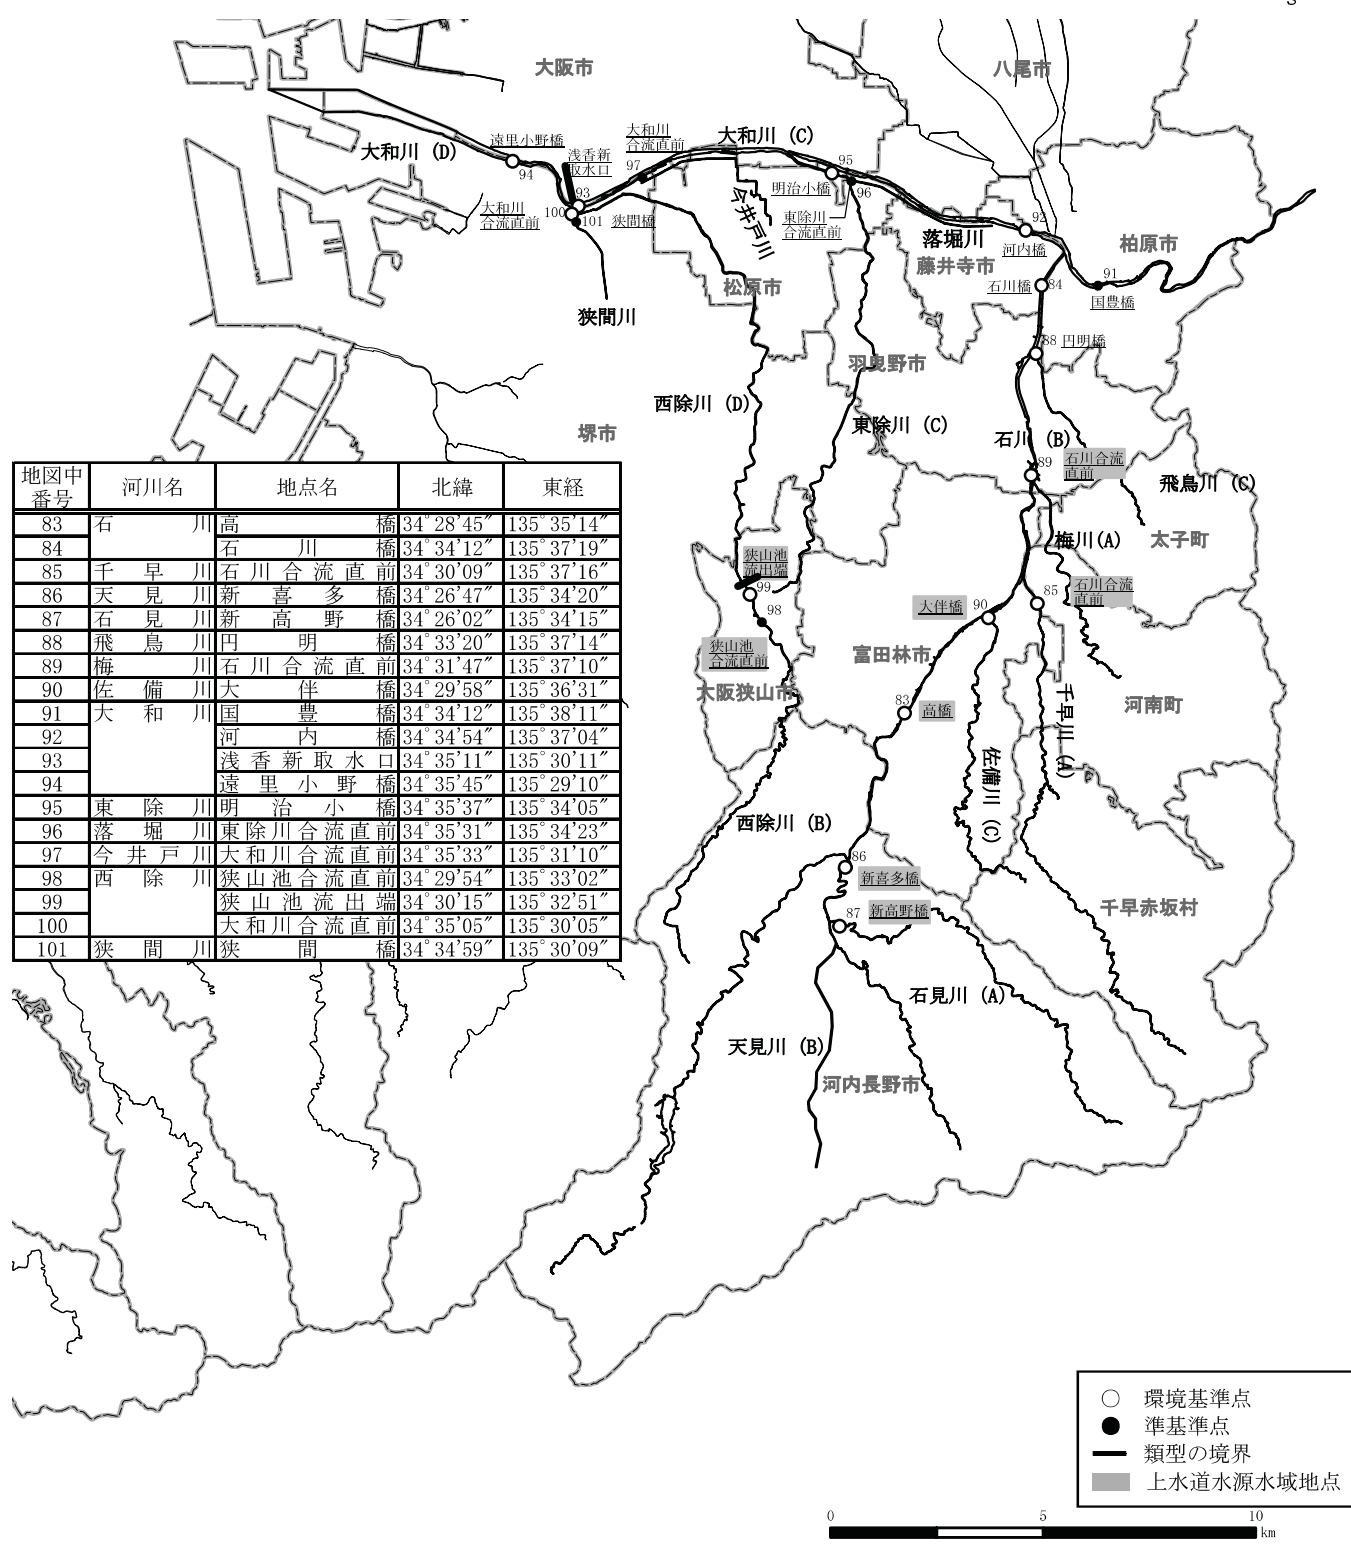 S
大阪市
八尾市
遠里小野橋
大和川
合流直前
大和川 (C)
大和川 (D)
94
浅香新
取水口
97
95
93
明治小橋
96
今井戸川
大和川
合流直前
100
101
狭間橋
東除川
合流直前
92
落堀川
河内橋
柏原市
藤井寺市
91
松原市
石川橋
84
国豊橋
狭間川
88 円明橋
羽曳野市
西除川 (D)
東除川 (C)
堺市
石川 (B)
石川合流
直前
89
飛鳥川 (C)
梅川(A)
太子町
狭山池
流出端
99
98
石川合流
直前
85
大伴橋
90
狭山池
合流直前
富田林市
大阪狭山市
83
高橋
千早川 (A)
河南町
佐備川 (C)
西除川 (B)
86
新喜多橋
87
新高野橋
千早赤坂村
石見川 (A)
天見川 (B)
河内長野市
地図中番号 河川名 地点名 北緯 東経
83 石川 高橋 34°28′45″ 135°35′14″
84 石川橋 34°34′12″ 135°37′19″
85 千早川 石川合流直前 34°30′09″ 135°37′16″
86 天見川 新喜多橋 34°26′47″ 135°34′20″
87 石見川 新高野橋 34°26′02″ 135°34′15″
88 飛鳥川 円明橋 34°33′20″ 135°37′14″
89 梅川 石川合流直前 34°31′47″ 135°37′10″
90 佐備川 大伴橋 34°29′58″ 135°36′31″
91 大和川 国豊橋 34°34′12″ 135°38′11″
92 河内橋 34°34′54″ 135°37′04″
93 浅香新取水口 34°35′11″ 135°30′11″
94 遠里小野橋 34°35′45″ 135°29′10″
95 東除川 明治小橋 34°35′37″ 135°34′05″
96 落堀川 東除川合流直前 34°35′31″ 135°34′23″
97 今井戸川 大和川合流直前 34°35′33″ 135°31′10″
98 西除川 狭山池合流直前 34°29′54″ 135°33′02″
99 狭山池流出端 34°30′15″ 135°32′51″
100 大和川合流直前 34°35′05″ 135°30′05″
101 狭間川 狭間橋 34°34′59″ 135°30′09″
環境基準点
準基準点
類型の境界
上水道水源水域地点
0 5 10
km